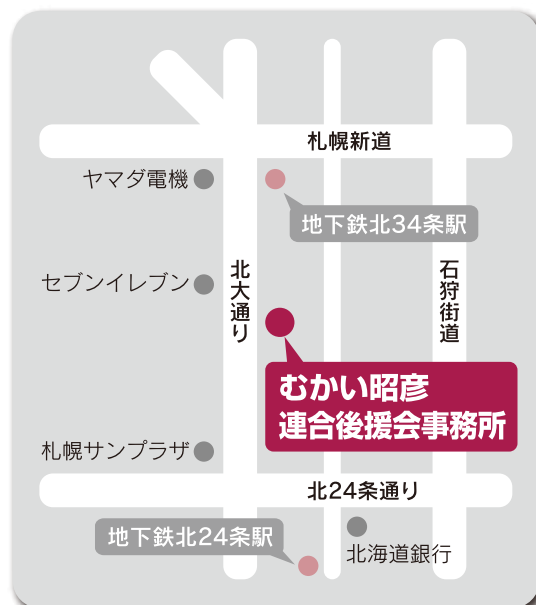 札幌新道
ヤマダ電機
地下鉄北34条駅
セブンイレブン
北大通り
石狩街道
むかい昭彦
連合後援会事務所
札幌サンプラザ
北24条通り
地下鉄北24条駅
北海道銀行